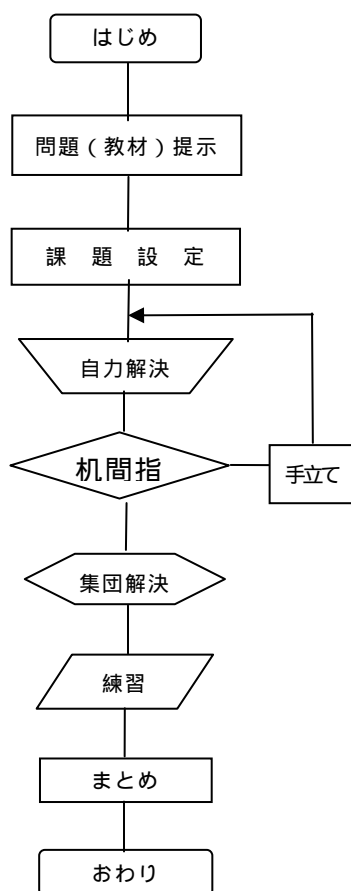 はじめ
問題（教材）提示
課　題　設　定
自力解決
机間指
手立て
集団解決
練習
まとめ
おわり